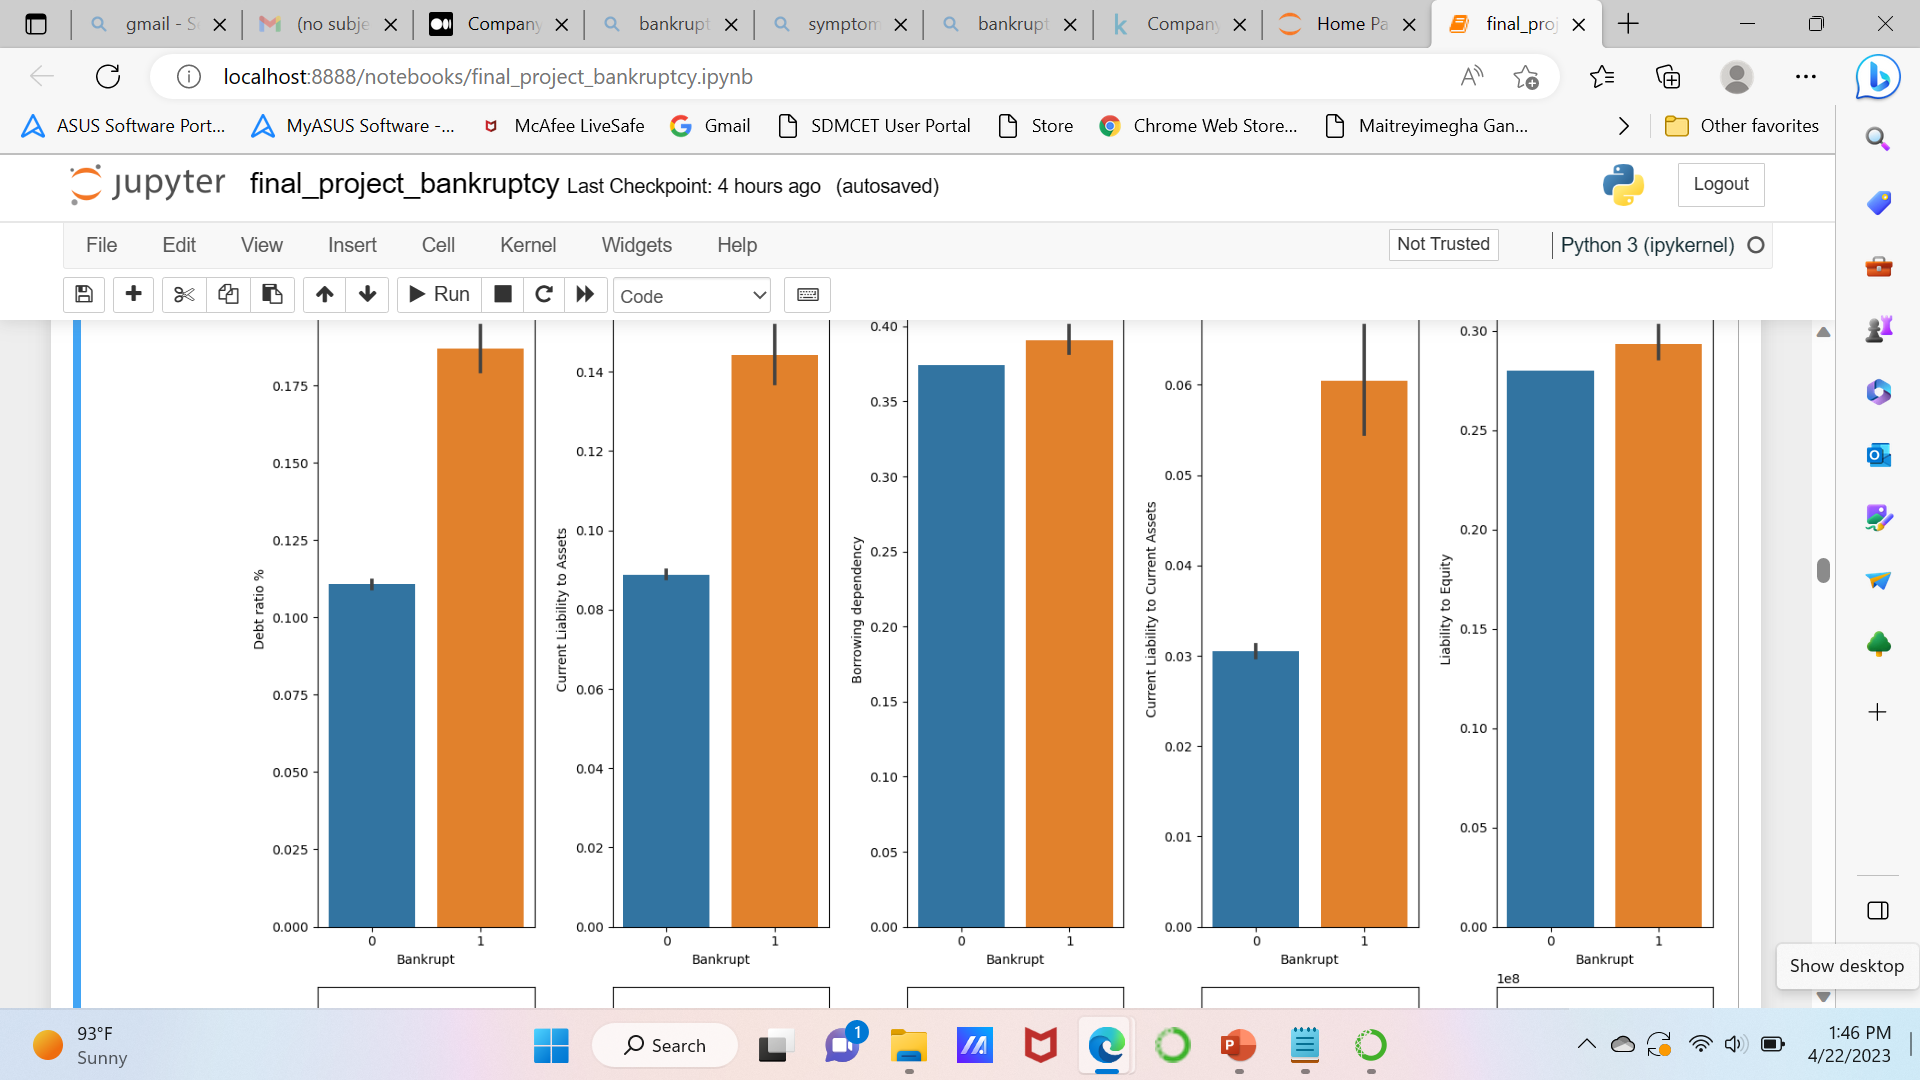 gmail - S
(no subje
Company
bankrupt
symptom
bankrupt
Company
Home Pa
final_proj
localhost:8888/notebooks/final_project_bankruptcy.ipynb
ASUS Software Port...
MyASUS Software -...
McAfee LiveSafe
Gmail
SDMCET User Portal
Store
Chrome Web Store...
Maitreyimegha Gan...
Other favorites
jupyter final_project_bankruptcy Last Checkpoint: 4 hours ago (autosaved)
Logout
File Edit View Insert Cell Kernel Widgets Help
Not Trusted
Python 3 (ipykernel)
Run
Code
Debt ratio %
0.175
0.150
0.125
0.100
0.075
0.050
0.025
0.000
0 1
Bankrupt
Current Liability to Assets
0.14
0.12
0.10
0.08
0.06
0.04
0.02
0.00
0 1
Bankrupt
Borrowing dependency
0.40
0.35
0.30
0.25
0.20
0.15
0.10
0.05
0.00
0 1
Bankrupt
Current Liability to Current Assets
0.06
0.05
0.04
0.03
0.02
0.01
0.00
0 1
Bankrupt
Liability to Equity
0.30
0.25
0.20
0.15
0.10
0.05
0.00
0 1
Bankrupt
1e8
Show desktop
93°F
Sunny
Search
1
1:46 PM
4/22/2023